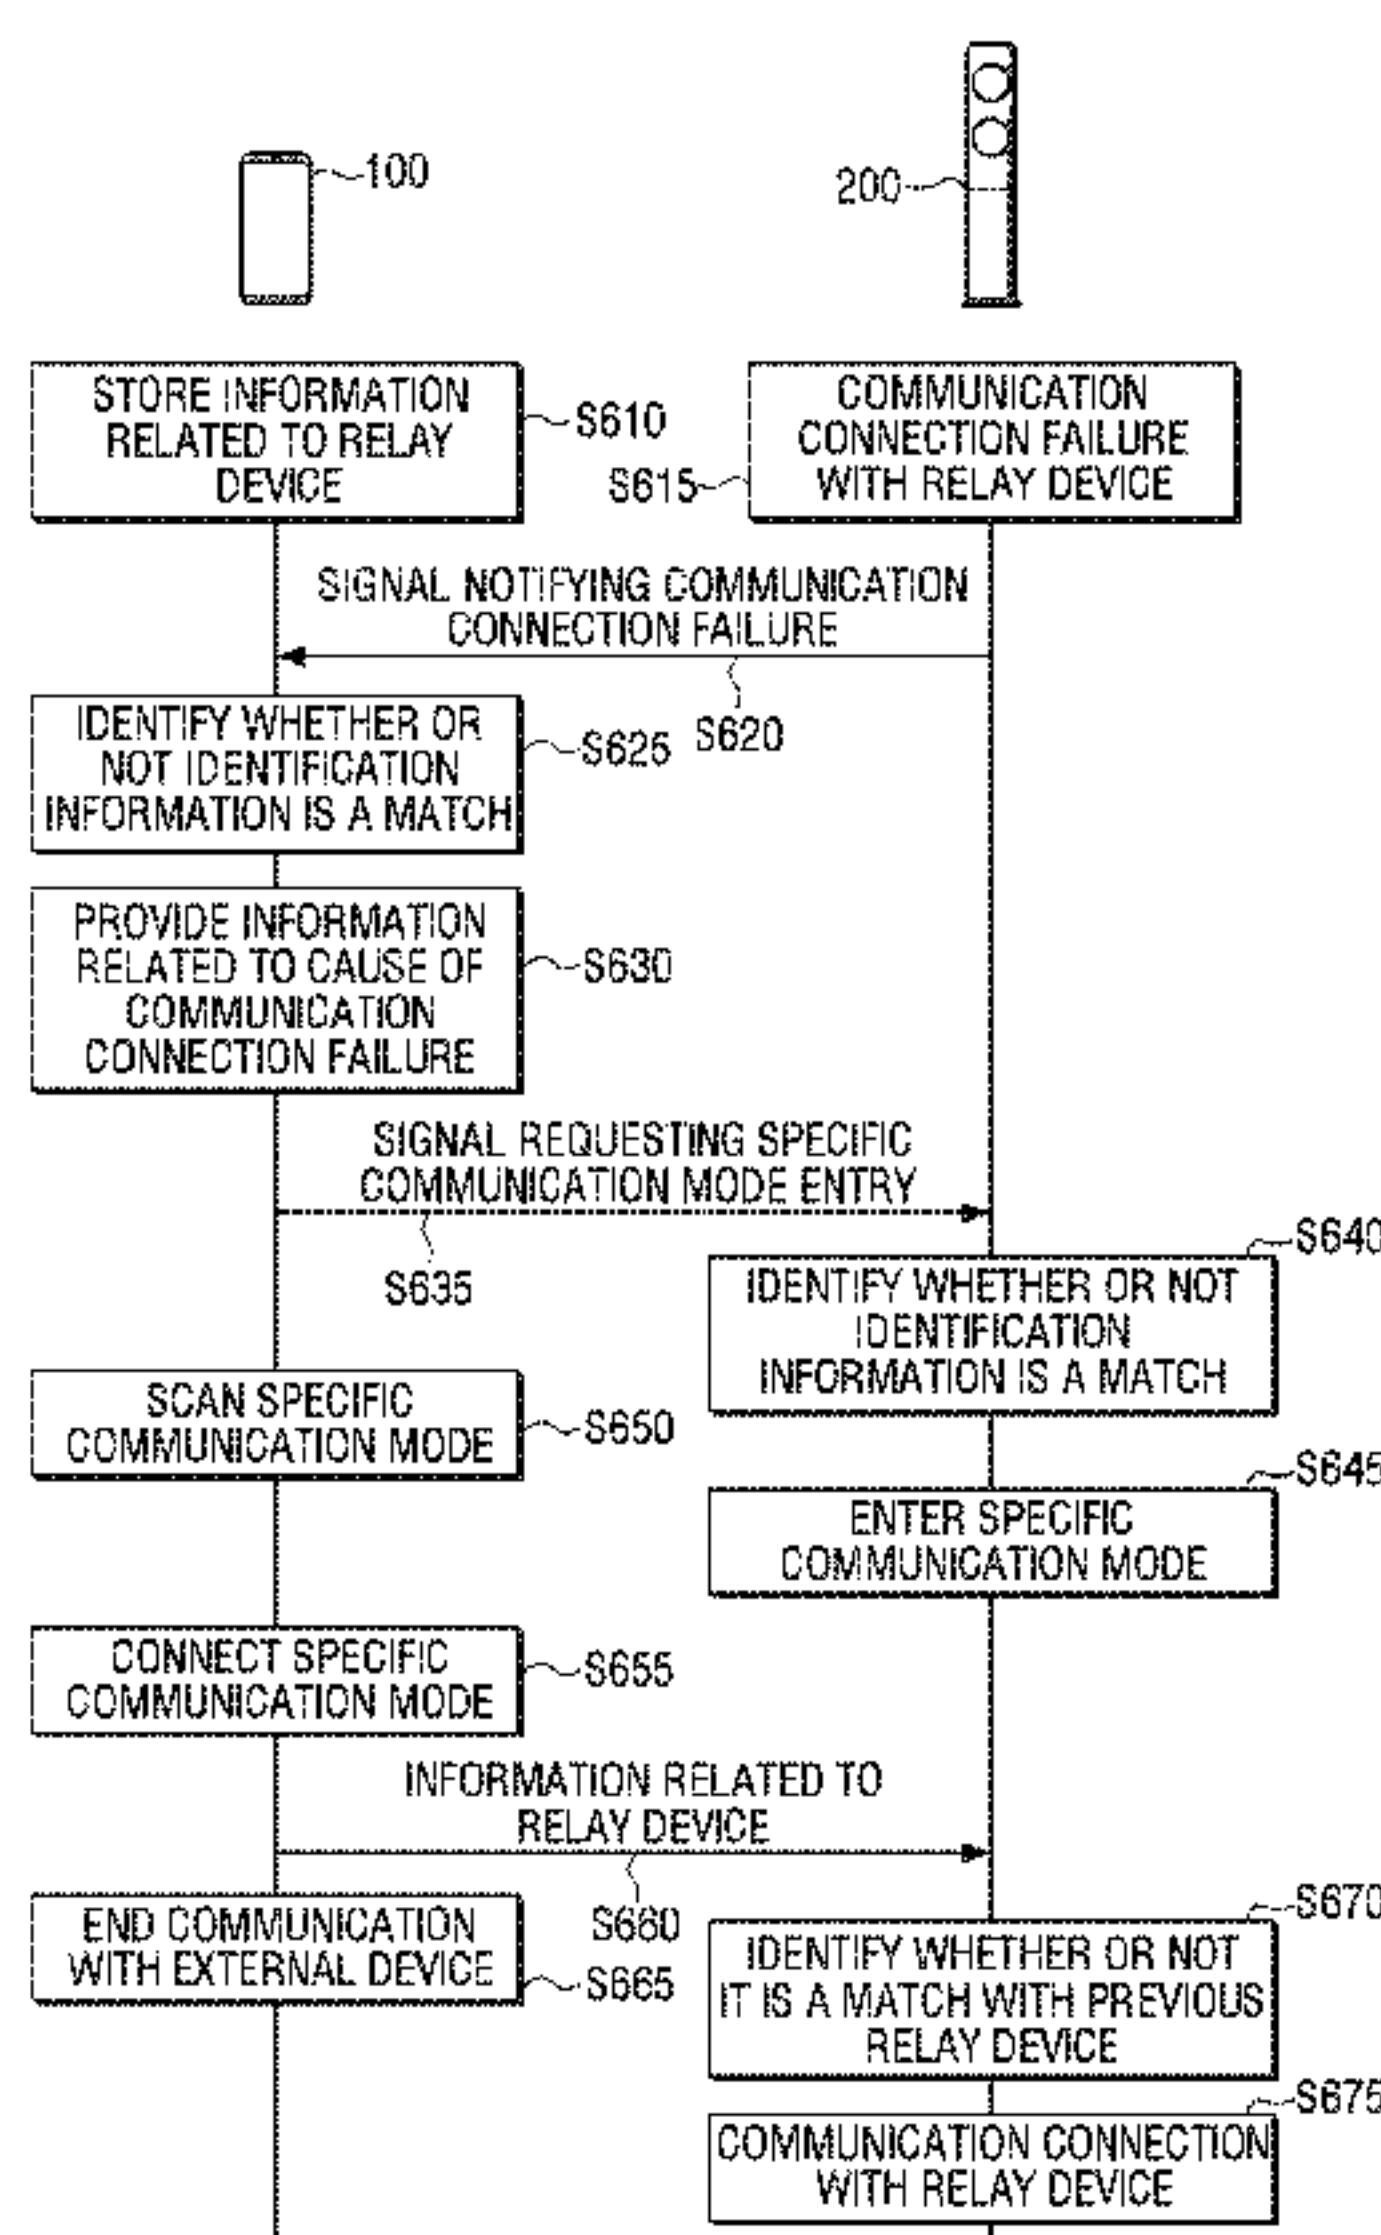 100
200
STORE INFORMATION
RELATED TO RELAY
DEVICE
S610
COMMUNICATION
CONNECTION FAILURE
WITH RELAY DEVICE
S615
SIGNAL NOTIFYING COMMUNICATION
CONNECTION FAILURE
S620
IDENTIFY WHETHER OR
NOT IDENTIFICATION
INFORMATION IS A MATCH
S625
PROVIDE INFORMATION
RELATED TO CAUSE OF
COMMUNICATION
CONNECTION FAILURE
S630
SIGNAL REQUESTING SPECIFIC
COMMUNICATION MODE ENTRY
S635
S640
IDENTIFY WHETHER OR NOT
IDENTIFICATION
INFORMATION IS A MATCH
SCAN SPECIFIC
COMMUNICATION MODE
S650
S645
ENTER SPECIFIC
COMMUNICATION MODE
CONNECT SPECIFIC
COMMUNICATION MODE
S655
INFORMATION RELATED TO
RELAY DEVICE
S660
END COMMUNICATION
WITH EXTERNAL DEVICE
S665
S670
IDENTIFY WHETHER OR NOT
IT IS A MATCH WITH PREVIOUS
RELAY DEVICE
S675
COMMUNICATION CONNECTION
WITH RELAY DEVICE